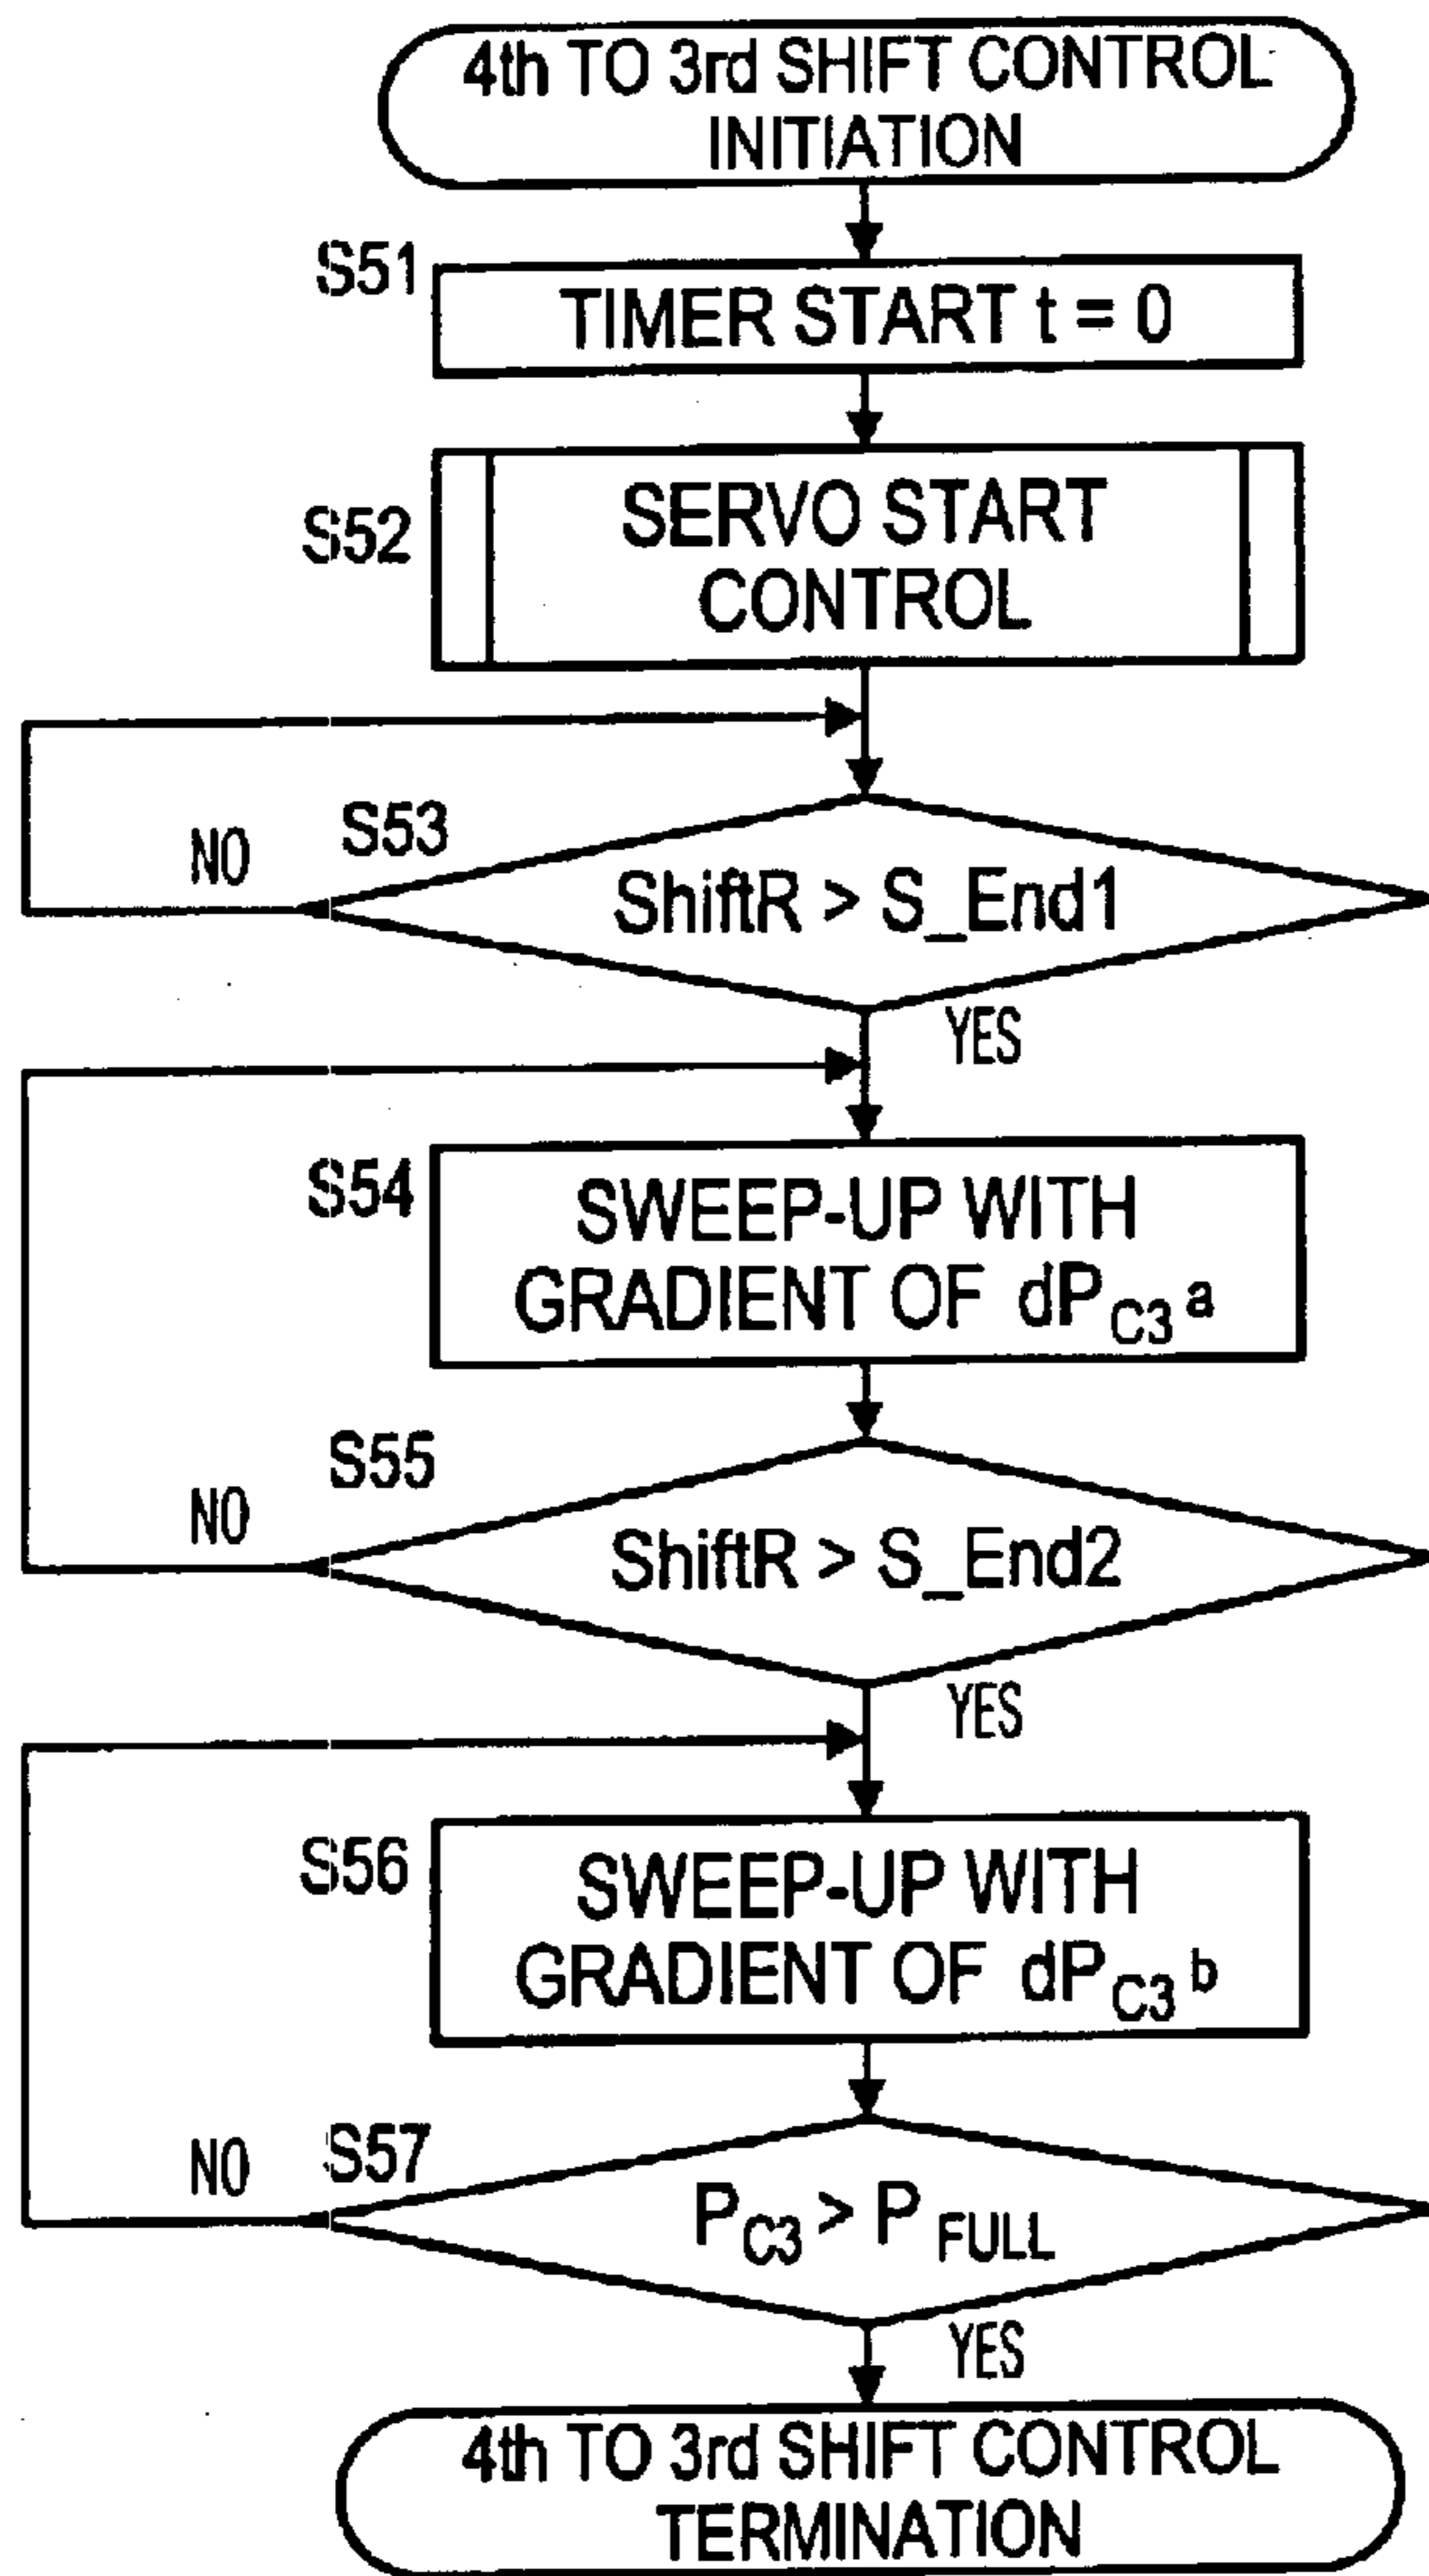 4th TO 3rd SHIFT CONTROL
INITIATION
S51
TIMER START t = 0
S52
SERVO START
CONTROL
S53
NO
ShiftR > S_End1
YES
S54
SWEEP-UP WITH
GRADIENT OF dPC3 a
S55
NO
ShiftR > S_End2
YES
S56
SWEEP-UP WITH
GRADIENT OF dPC3 b
S57
NO
PC3 > P FULL
YES
4th TO 3rd SHIFT CONTROL
TERMINATION